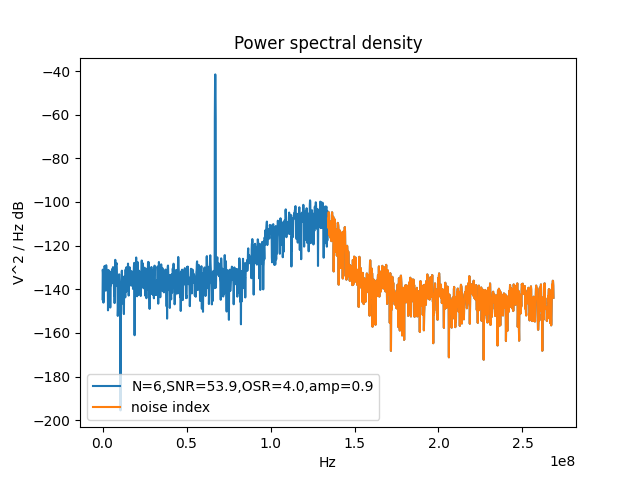 Power spectral density
V^2 / Hz dB
−40
−60
−80
−100
−120
−140
−160
−180
−200
N=6,SNR=53.9,OSR=4.0,amp=0.9
noise index
0.0 0.5 1.0 1.5 2.0 2.5
1e8
Hz